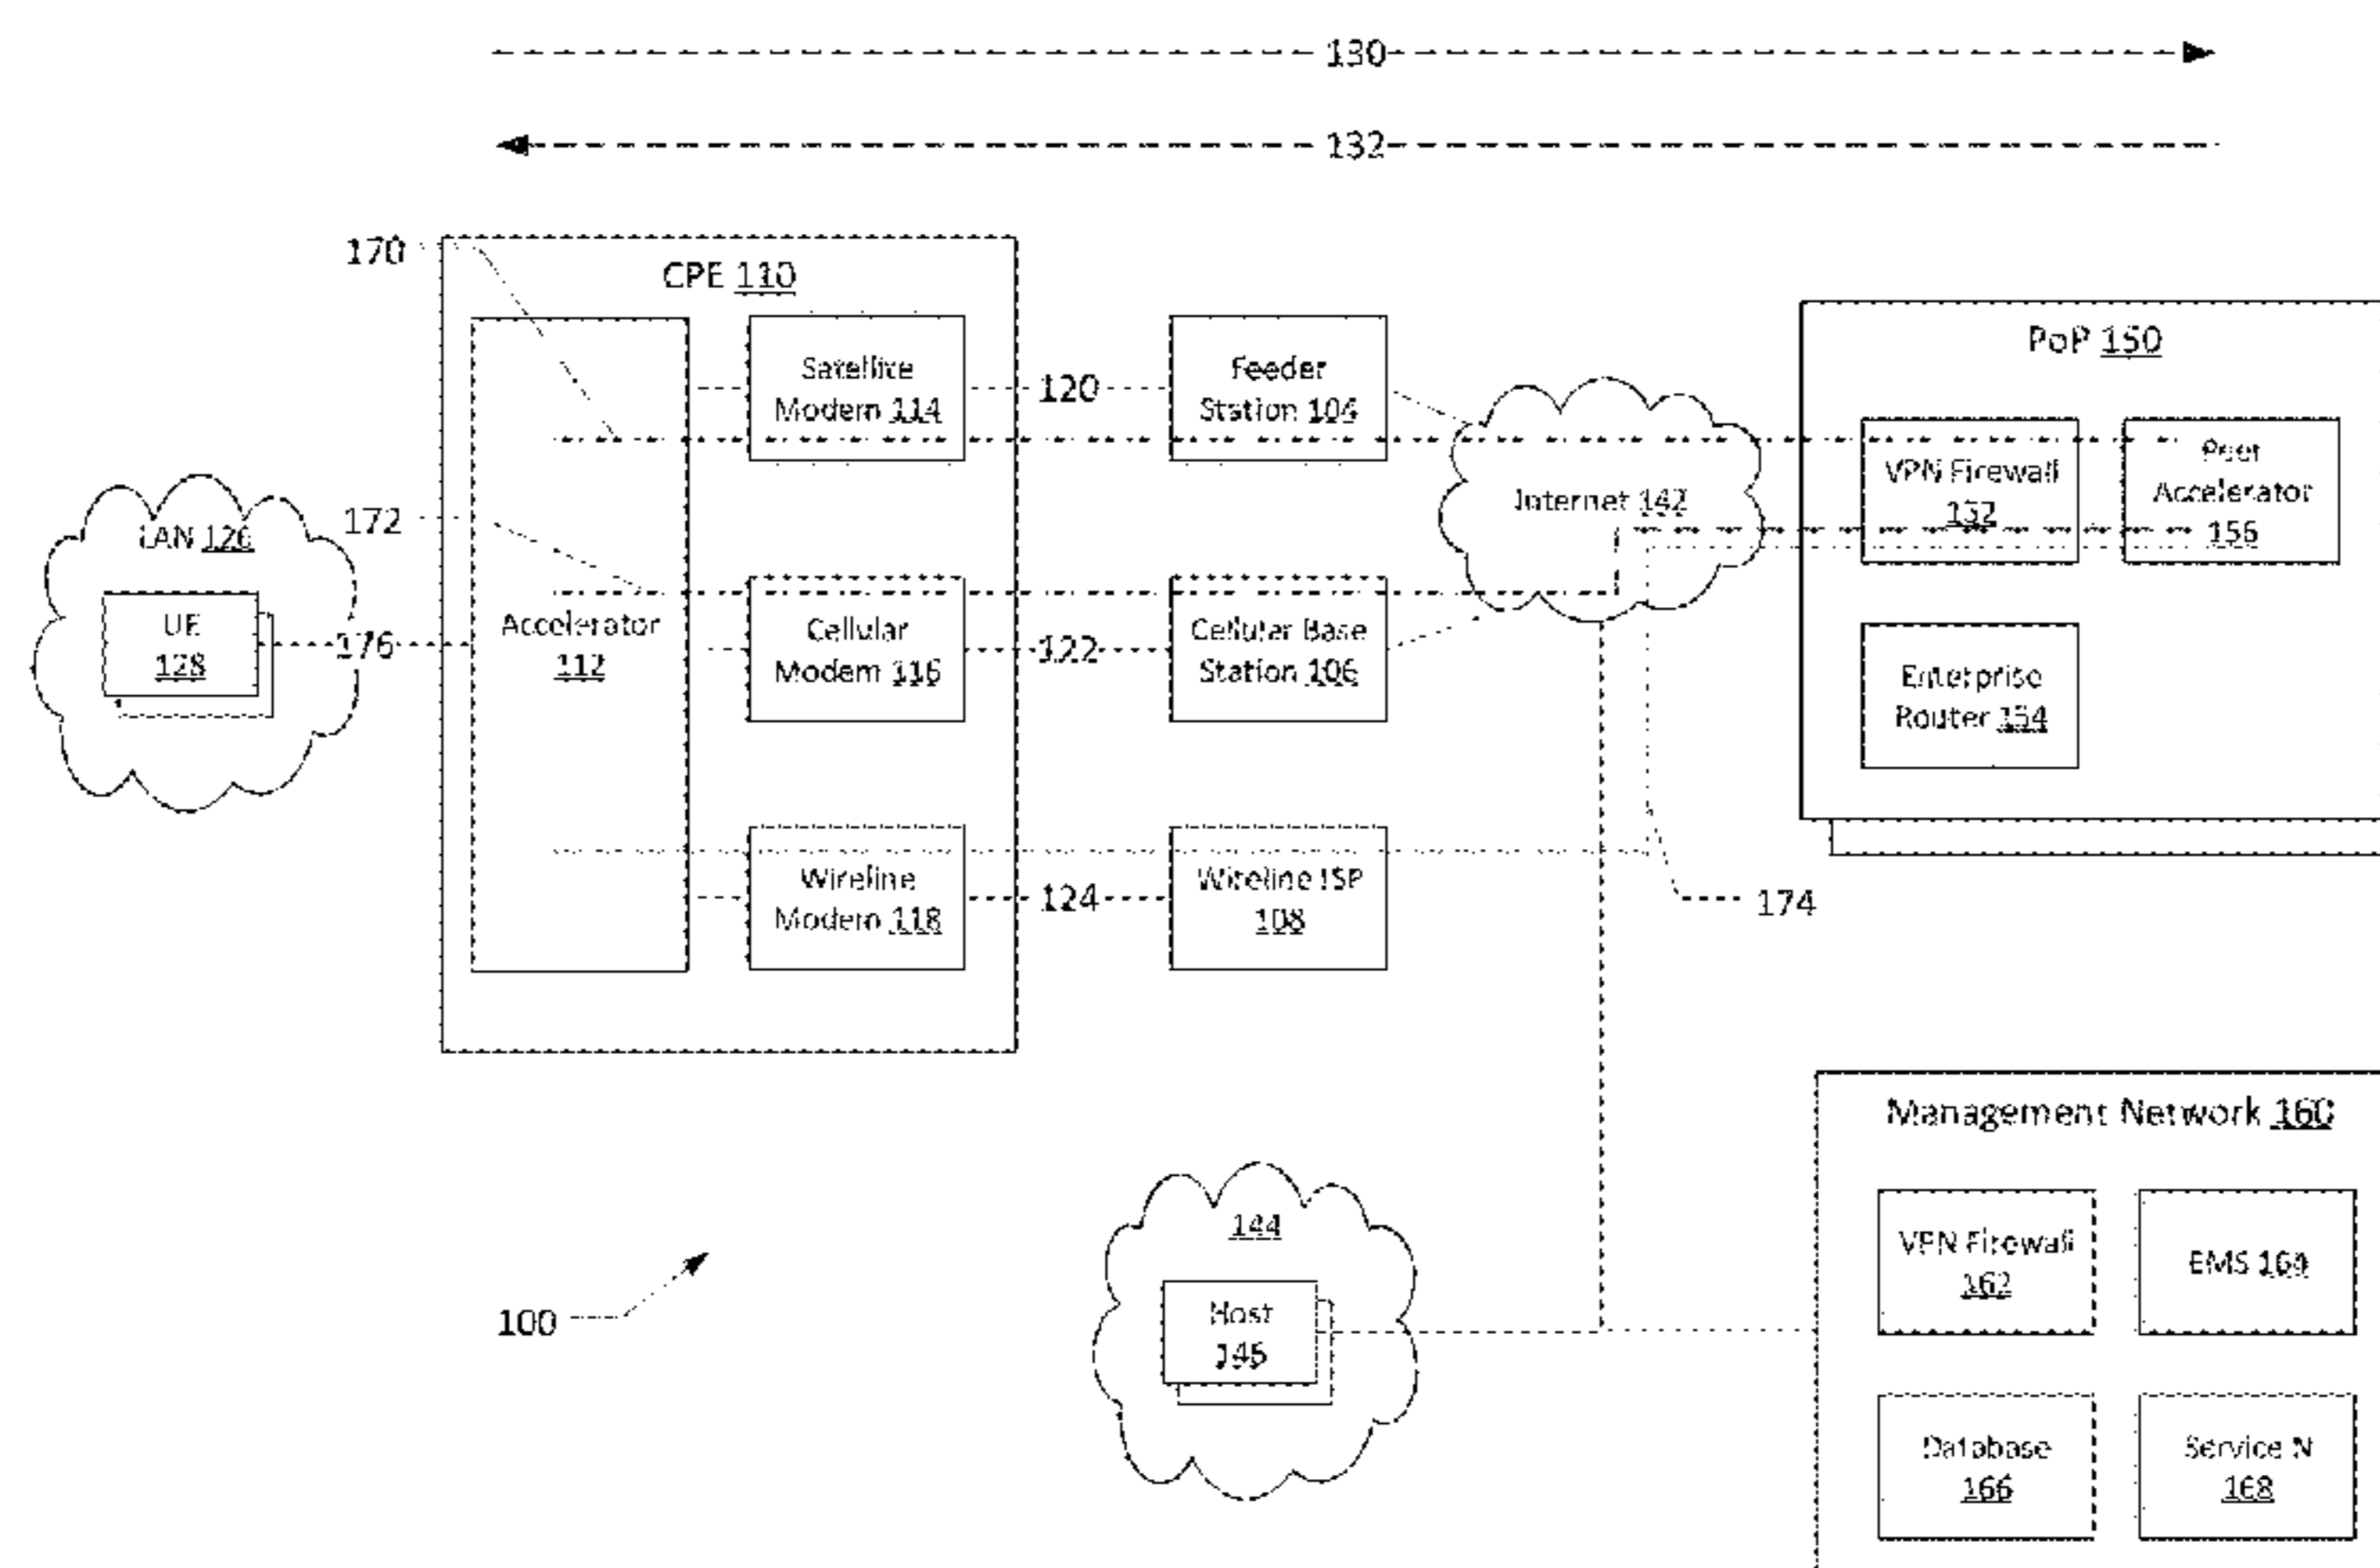 130
132
170
CPE 110
Satellite
Modem 114
120
Feeder
Station 104
PoP 150
VPN Firewall
152
Peer
Accelerator
156
Internet 142
172
LAN 126
UE
128
176
Accelerator
112
Cellular
Modem 116
122
Cellular Base
Station 106
Enterprise
Router 154
Wireline
Modem 118
124
Wireline ISP
108
174
Management Network 160
144
Host
146
100
VPN Firewall
162
EMS 164
Database
166
Service N
168